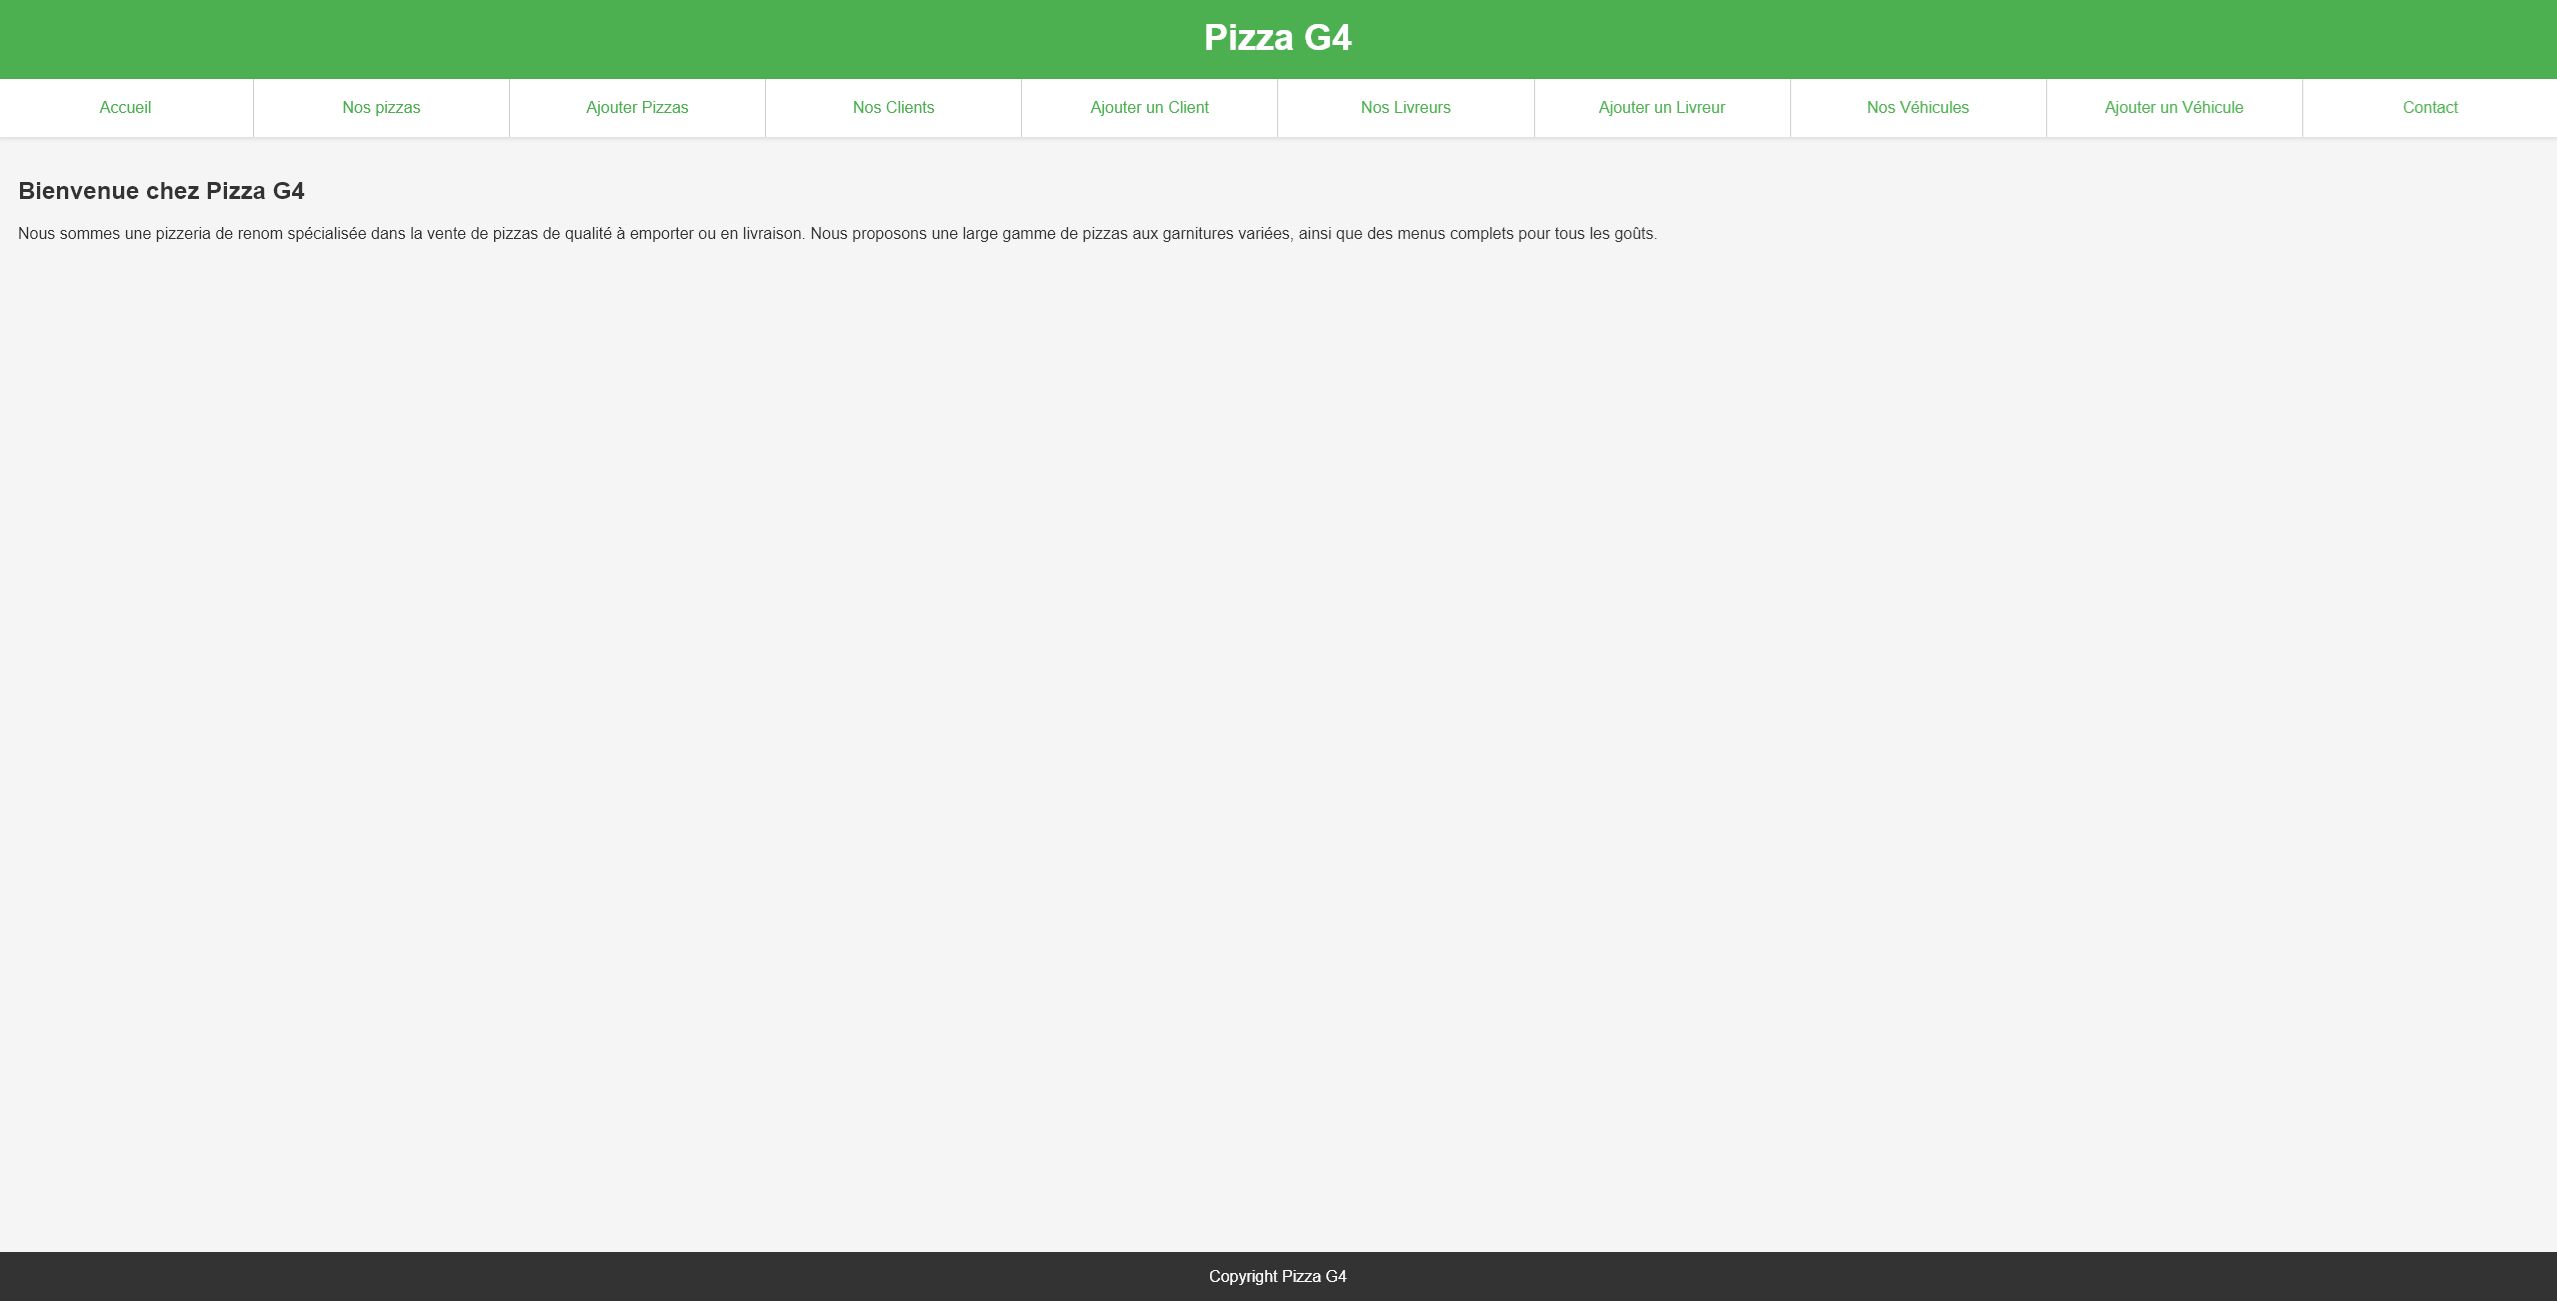 Pizza G4
Accueil
Nos pizzas
Ajouter Pizzas
Nos Clients
Ajouter un Client
Nos Livreurs
Ajouter un Livreur
Nos Véhicules
Ajouter un Véhicule
Contact
Bienvenue chez Pizza G4
Nous sommes une pizzeria de renom spécialisée dans la vente de pizzas de qualité à emporter ou en livraison. Nous proposons une large gamme de pizzas aux garnitures variées, ainsi que des menus complets pour tous les goûts.
Copyright Pizza G4